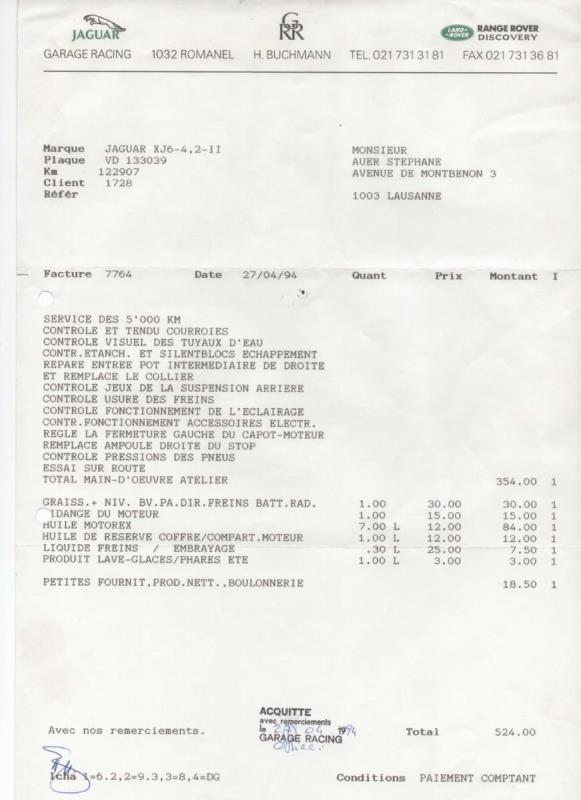 JAGUAR GRR LAND-ROVER RANGE ROVER DISCOVERY
GARAGE RACING 1032 ROMANEL H. BUCHMANN TEL. 021 731 31 81 FAX 021 731 36 81
Marque JAGUAR XJ6-4,2-II
Plaque VD 133039
Km 122907
Client 1728
Référ
MONSIEUR
AUER STEPHANE
AVENUE DE MONTBENON 3
1003 LAUSANNE
Facture 7764 Date 27/04/94 Quant Prix Montant I
SERVICE DES 5'000 KM
CONTROLE ET TENDU COURROIES
CONTROLE VISUEL DES TUYAUX D'EAU
CONTR.ETANCH. ET SILENTBLOCS ECHAPPEMENT
REPARE ENTREE POT INTERMEDIAIRE DE DROITE
ET REMPLACE LE COLLIER
CONTROLE JEUX DE LA SUSPENSION ARRIERE
CONTROLE USURE DES FREINS
CONTROLE FONCTIONNEMENT DE L'ECLAIRAGE
CONTR.FONCTIONNEMENT ACCESSOIRES ELECTR.
REGLE LA FERMETURE GAUCHE DU CAPOT-MOTEUR
REMPLACE AMPOULE DROITE DU STOP
CONTROLE PRESSIONS DES PNEUS
ESSAI SUR ROUTE
TOTAL MAIN-D'OEUVRE ATELIER 354.00 1
GRAISS.+ NIV. BV.PA.DIR.FREINS BATT.RAD. 1.00 30.00 30.00 1
IDANGE DU MOTEUR 1.00 15.00 15.00 1
HUILE MOTOREX 7.00 L 12.00 84.00 1
HUILE DE RESERVE COFFRE/COMPART.MOTEUR 1.00 L 12.00 12.00 1
LIQUIDE FREINS / EMBRAYAGE .30 L 25.00 7.50 1
PRODUIT LAVE-GLACES/PHARES ETE 1.00 L 3.00 3.00 1
PETITES FOURNIT,PROD.NETT.,BOULONNERIE 18.50 1
ACQUITTE
avec remerciements
le 04 1994
GARAGE RACING
Avec nos remerciements. Total 524.00
Icha 1=6.2,2=9.3,3=8,4=DG Conditions PAIEMENT COMPTANT